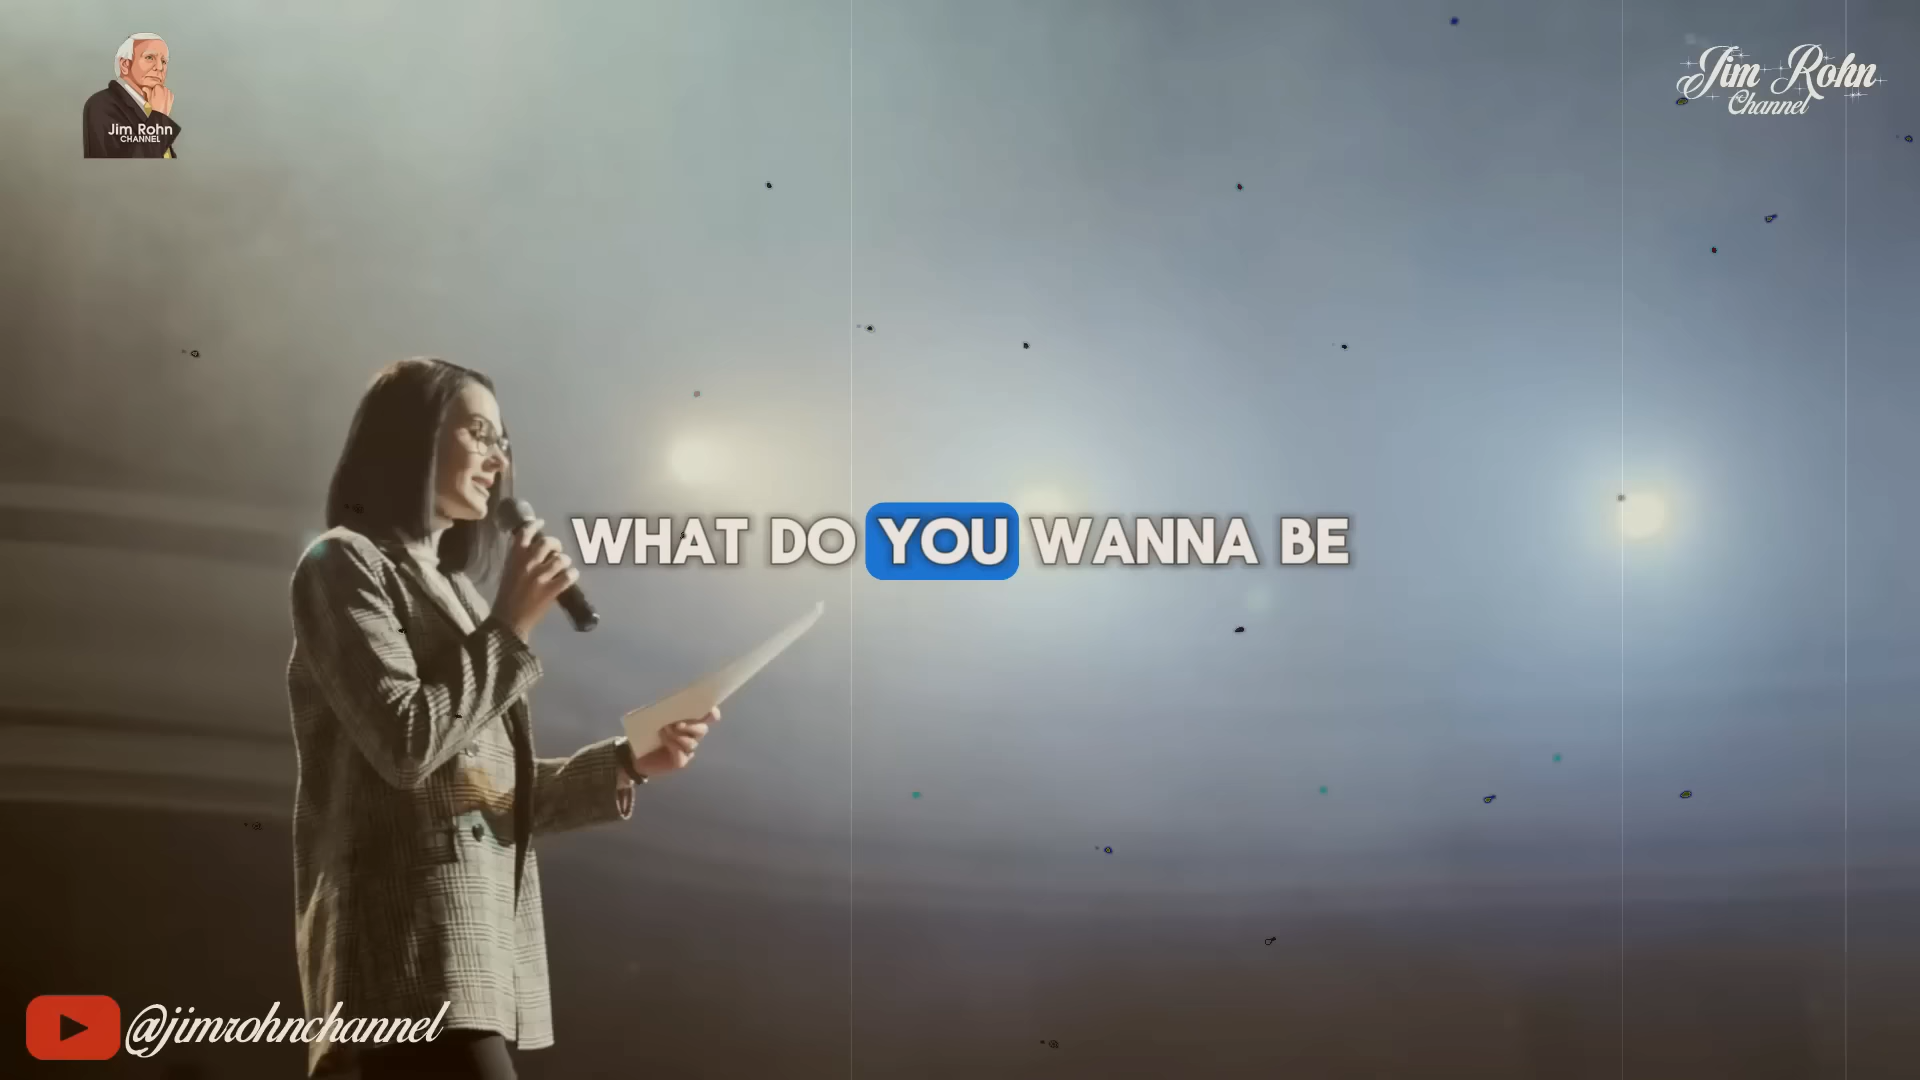 Jim Rohn
CHANNEL
Jim Rohn
Channel
WHAT DO YOU WANNA BE
@jimrohnchannel